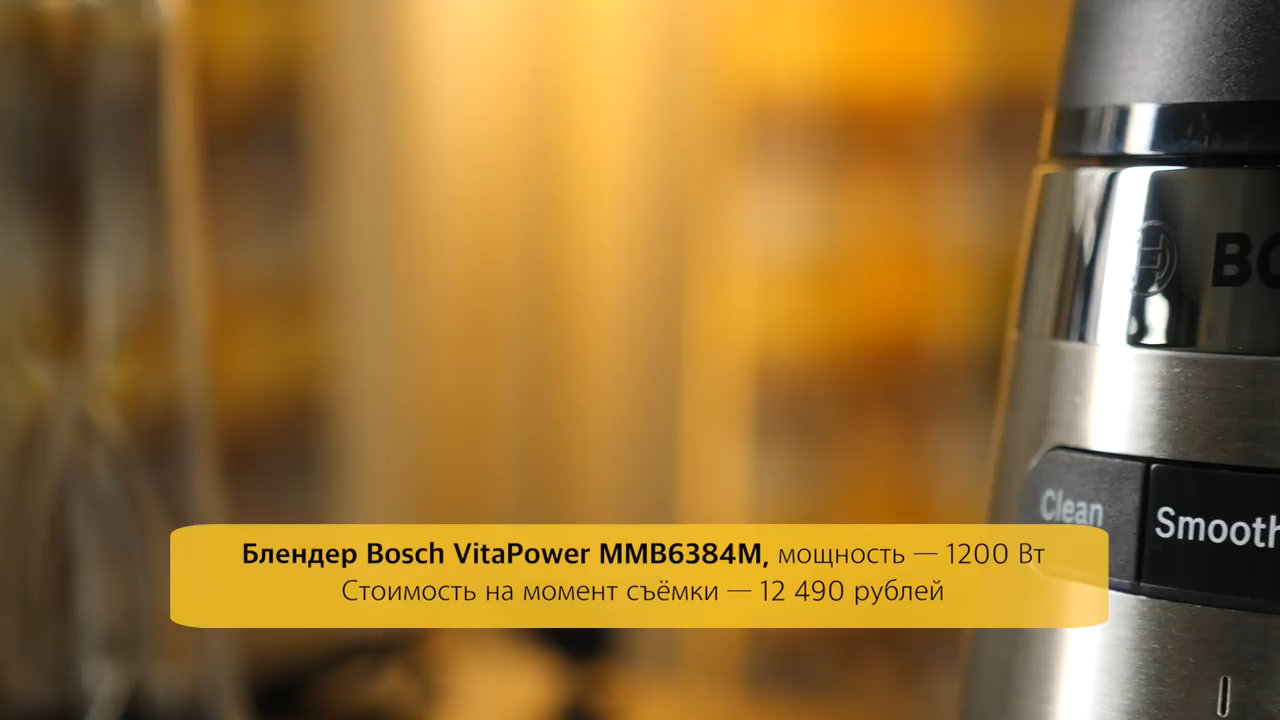 BO
Clean
Smooth
Блендер Bosch VitaPower MMB6384M, мощность — 1200 Вт
Стоимость на момент съёмки — 12 490 рублей